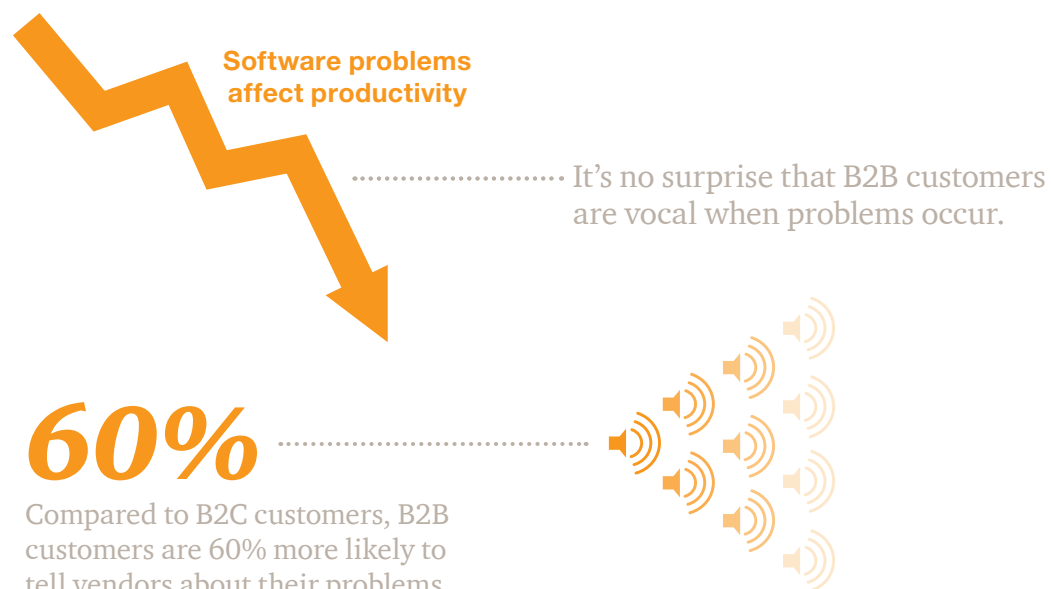 Software problems
affect productivity
It’s no surprise that B2B customers
are vocal when problems occur.
60%
Compared to B2C customers, B2B
customers are 60% more likely to
tell vendors about their problems